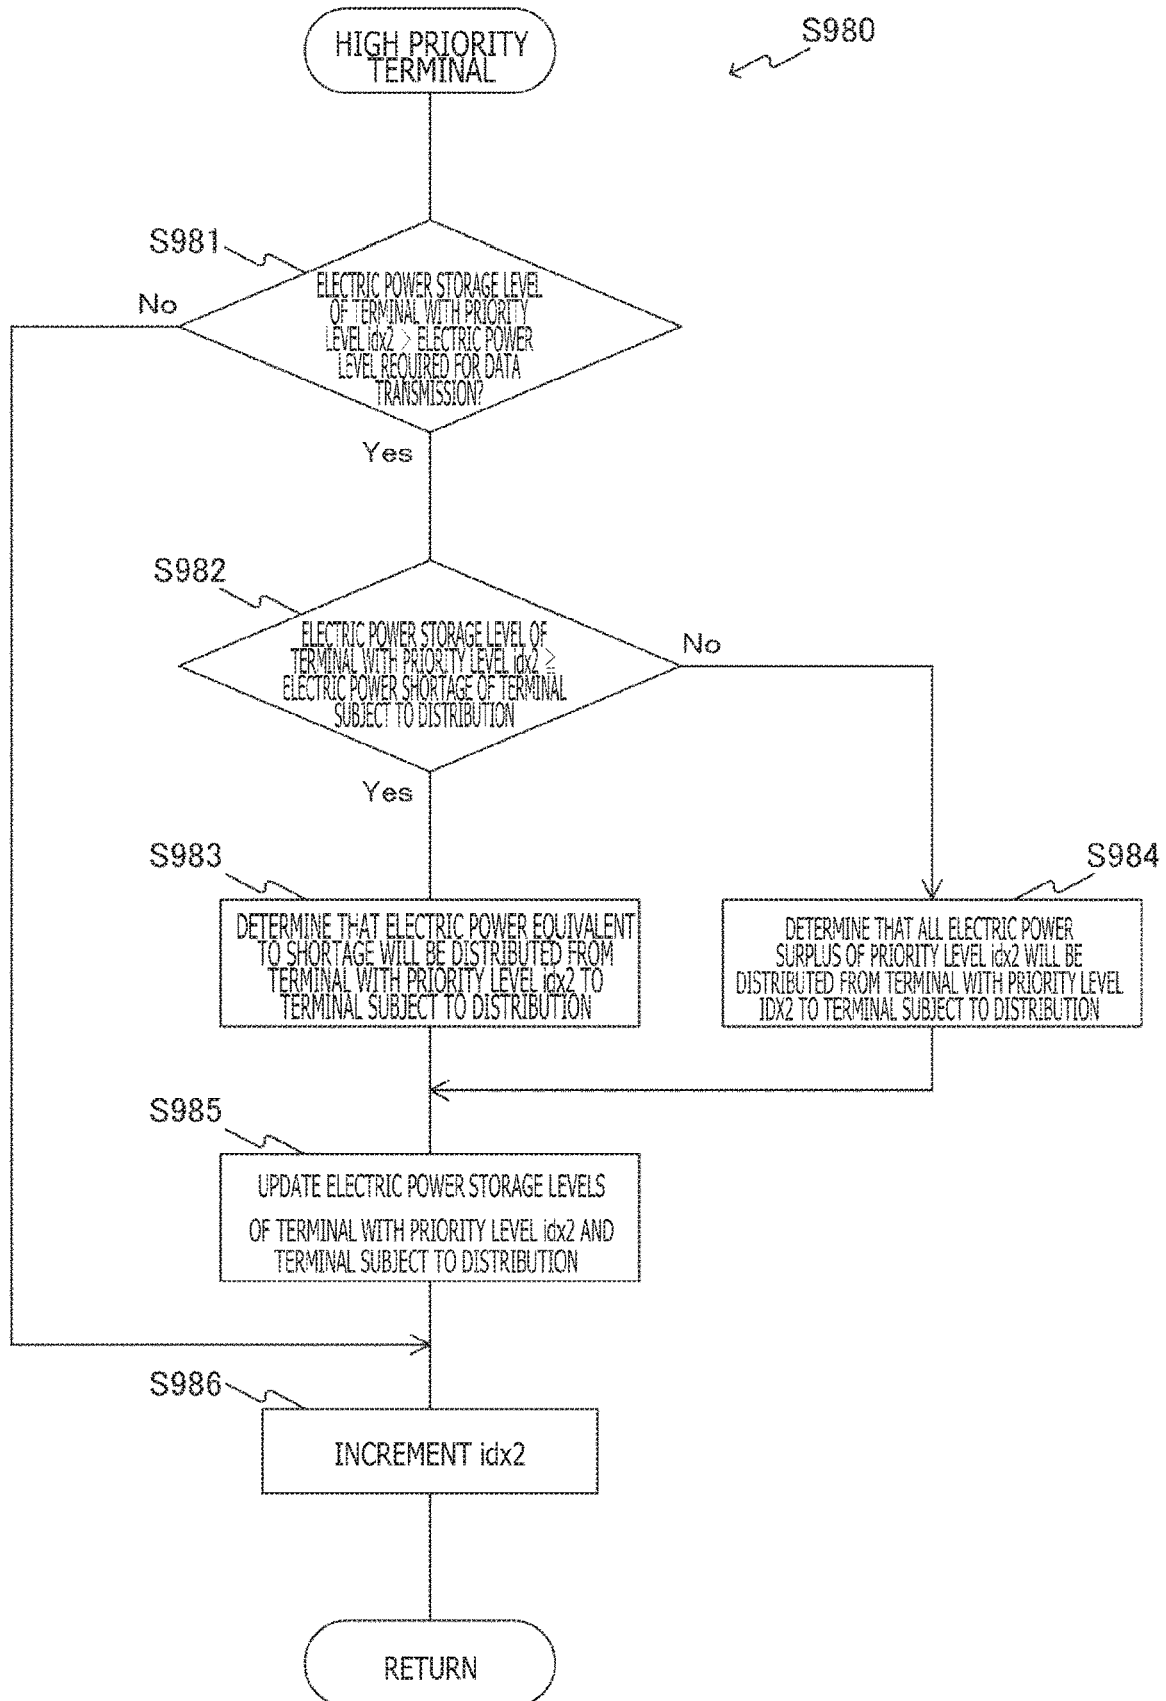 HIGH PRIORITY
TERMINAL
S980
S981
No
ELECTRIC POWER STORAGE LEVEL
OF TERMINAL WITH PRIORITY
LEVEL idx2 > ELECTRIC POWER
LEVEL REQUIRED FOR DATA
TRANSMISSION?
Yes
S982
ELECTRIC POWER STORAGE LEVEL OF
TERMINAL WITH PRIORITY LEVEL idx2 ≥
ELECTRIC POWER SHORTAGE OF TERMINAL
SUBJECT TO DISTRIBUTION
No
Yes
S983
DETERMINE THAT ELECTRIC POWER EQUIVALENT
TO SHORTAGE WILL BE DISTRIBUTED FROM
TERMINAL WITH PRIORITY LEVEL idx2 TO
TERMINAL SUBJECT TO DISTRIBUTION
S984
DETERMINE THAT ALL ELECTRIC POWER
SURPLUS OF PRIORITY LEVEL idx2 WILL BE
DISTRIBUTED FROM TERMINAL WITH PRIORITY LEVEL
IDX2 TO TERMINAL SUBJECT TO DISTRIBUTION
S985
UPDATE ELECTRIC POWER STORAGE LEVELS
OF TERMINAL WITH PRIORITY LEVEL idx2 AND
TERMINAL SUBJECT TO DISTRIBUTION
S986
INCREMENT idx2
RETURN